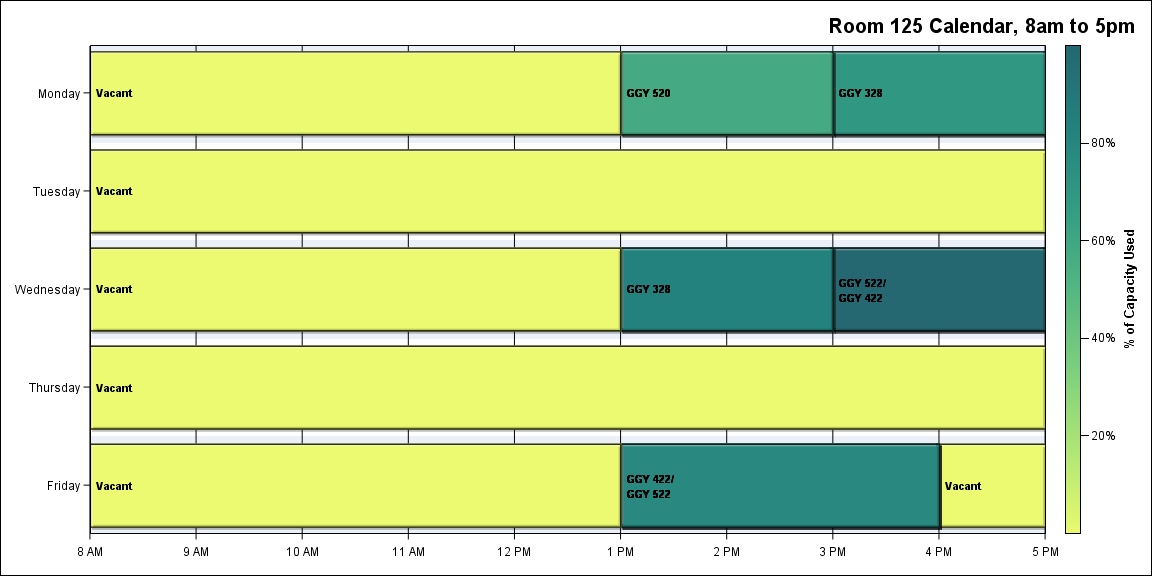 Room 125 Calendar, 8am to 5pm
Monday
Vacant
GGY 520
GGY 328
80%
Tuesday
Vacant
60%
% of Capacity Used
Wednesday
Vacant
GGY 328
GGY 522/
GGY 422
40%
Thursday
Vacant
20%
Friday
Vacant
GGY 422/
GGY 522
Vacant
8 AM
9 AM
10 AM
11 AM
12 PM
1 PM
2 PM
3 PM
4 PM
5 PM